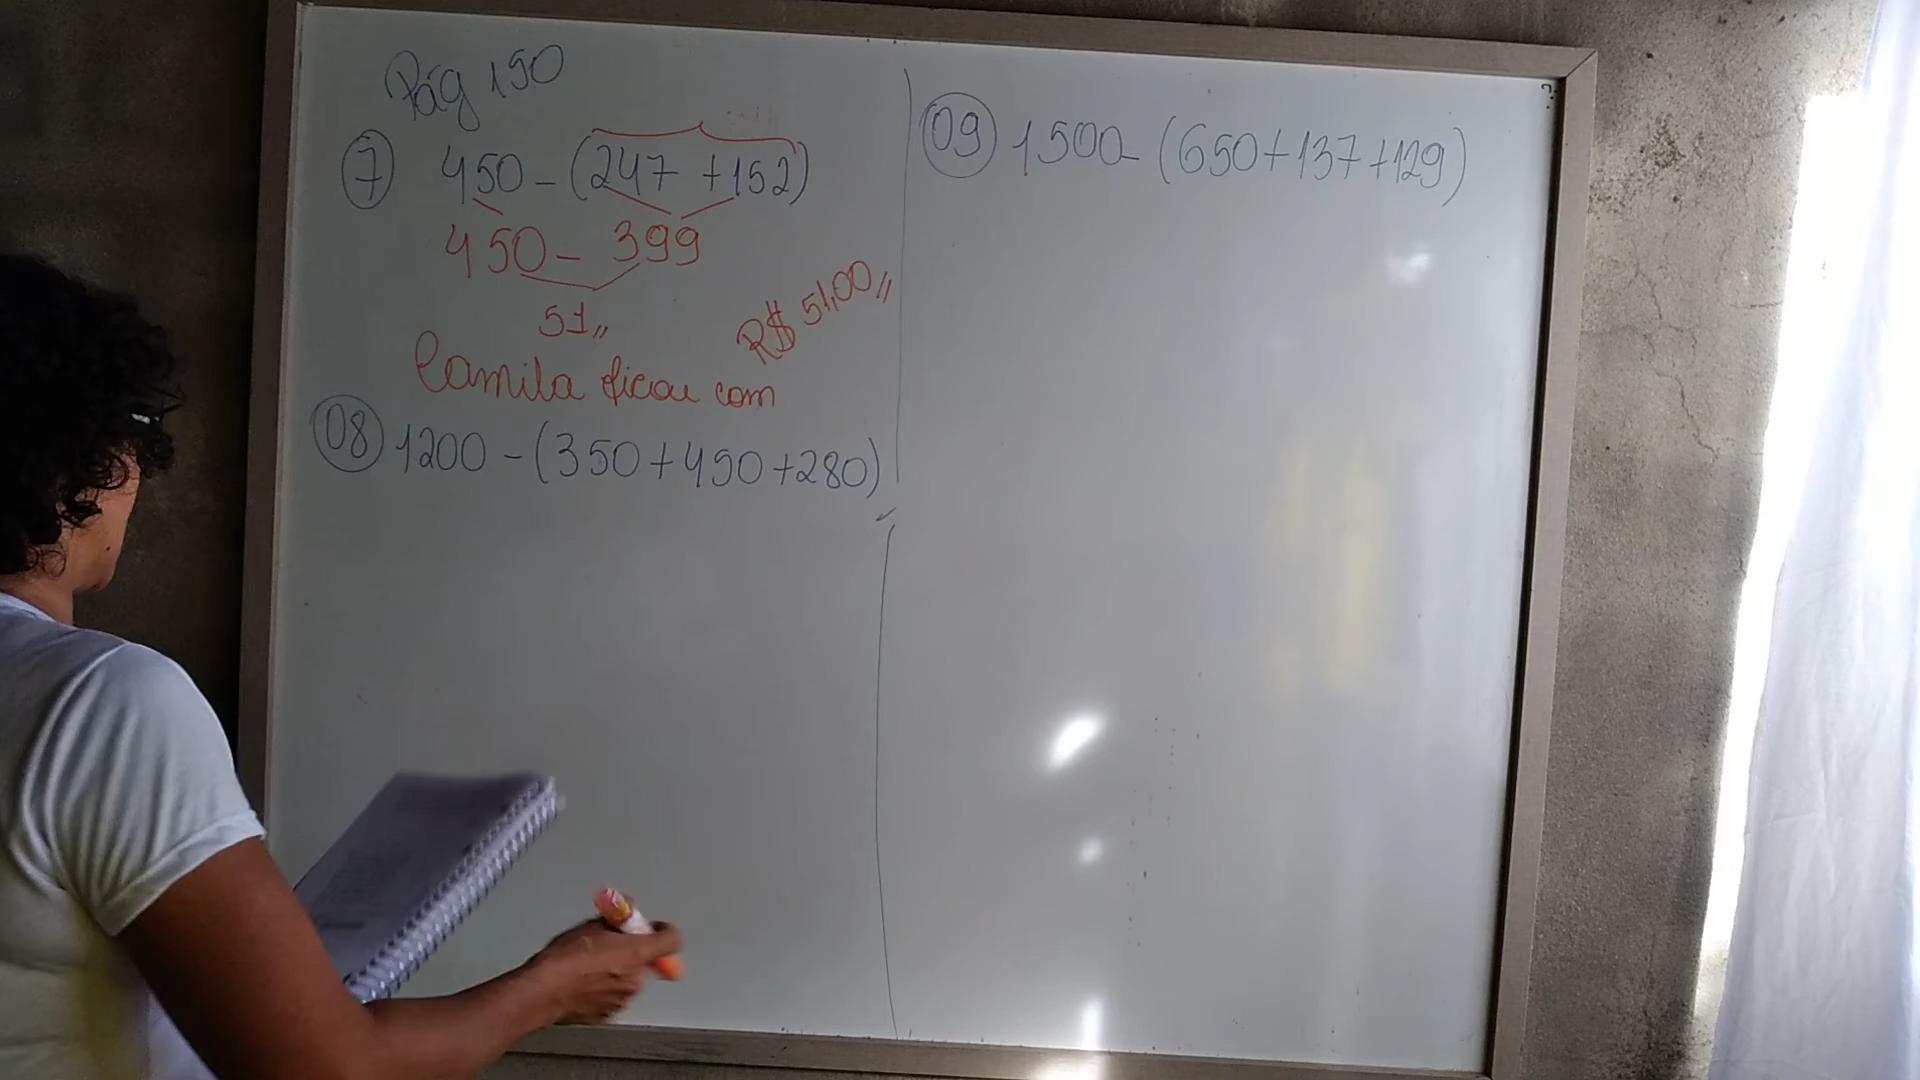 Pág 150
7 450 - (247 + 152)
450 - 399
51,,
Camila ficou com R$ 51,00,,
08 1200 - (350 + 450 + 280)
09 1500 - (650 + 137 + 129)